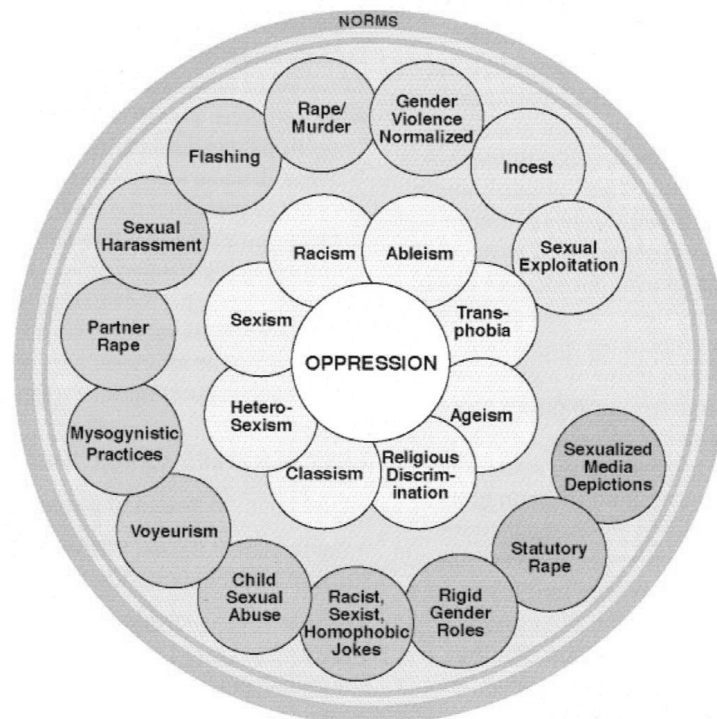 NORMS
Rape/
Murder
Gender
Violence
Normalized
Flashing
Incest
Sexual
Harassment
Racism
Ableism
Sexual
Exploitation
Sexism
Trans-
phobia
Partner
Rape
OPPRESSION
Hetero-
Sexism
Ageism
Mysogynistic
Practices
Classism
Religious
Discrim-
ination
Sexualized
Media
Depictions
Voyeurism
Statutory
Rape
Child
Sexual
Abuse
Racist,
Sexist,
Homophobic
Jokes
Rigid
Gender
Roles